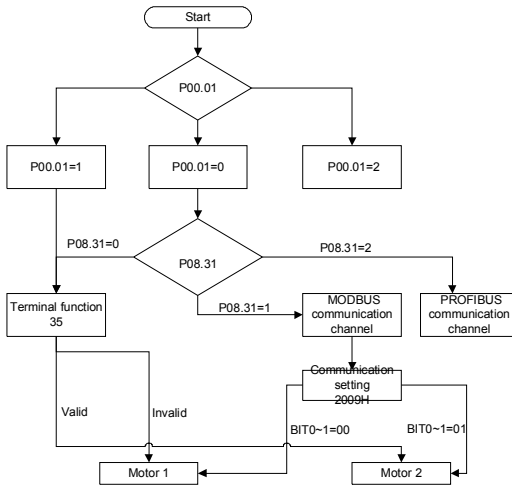 Start
P00.01
P00.01=1
P00.01=0
P00.01=2
P08.31=0
P08.31
P08.31=2
Terminal function
35
P08.31=1
MODBUS
communication
channel
PROFIBUS
communication
channel
Communication
setting
2009H
Valid
Invalid
BIT0~1=00
BIT0~1=01
Motor 1
Motor 2